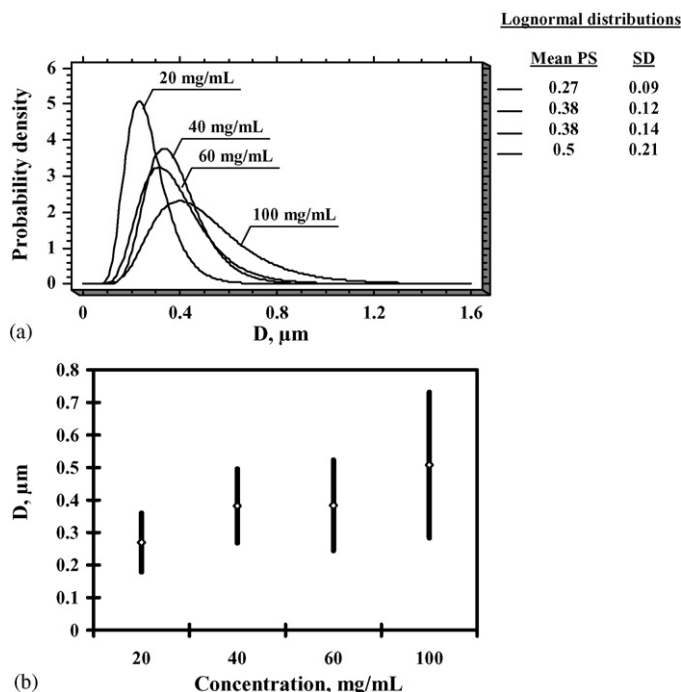 Lognormal distributions
Mean PS SD
0.27 0.09
0.38 0.12
0.38 0.14
0.5 0.21
6
5
4
3
2
1
0
Probability density
20 mg/mL
40 mg/mL
60 mg/mL
100 mg/mL
0 0.4 0.8 1.2 1.6
D, μm
(a)
0.8
0.7
0.6
0.5
0.4
0.3
0.2
0.1
0
D, μm
20 40 60 100
Concentration, mg/mL
(b)